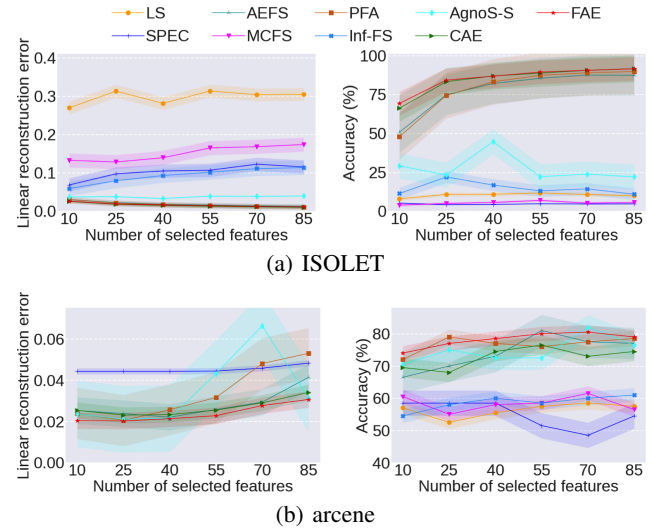 LS AEFS PFA AgnoS-S FAE
SPEC MCFS Inf-FS CAE
Linear reconstruction error
0.4
0.3
0.2
0.1
0.0
10 25 40 55 70 85
Number of selected features
Accuracy (%)
100
75
50
25
0
10 25 40 55 70 85
Number of selected features
(a) ISOLET
Linear reconstruction error
0.06
0.04
0.02
0.00
10 25 40 55 70 85
Number of selected features
Accuracy (%)
80
70
60
50
40
10 25 40 55 70 85
Number of selected features
(b) arcene